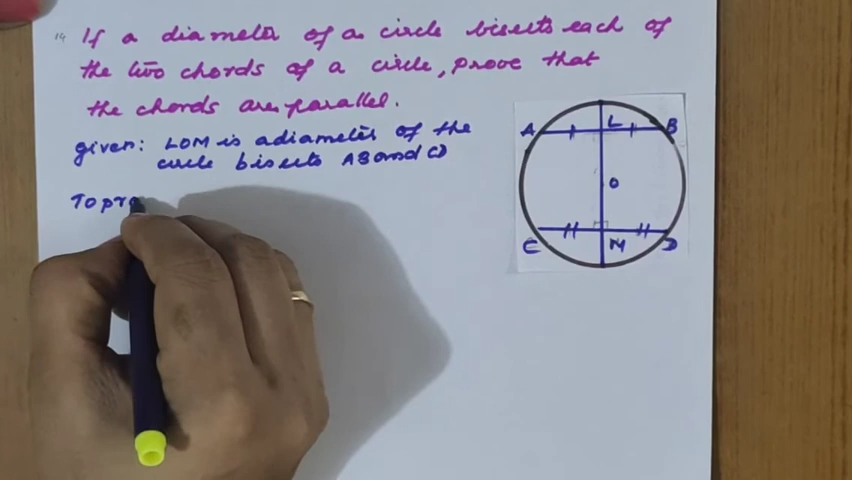 14 If a diameter of a circle bisects each of
the two chords of a circle, prove that
the chords are parallel.
given: LOM is a diameter of the
circle bisects AB and CD
To pro
A L B
O
C M D